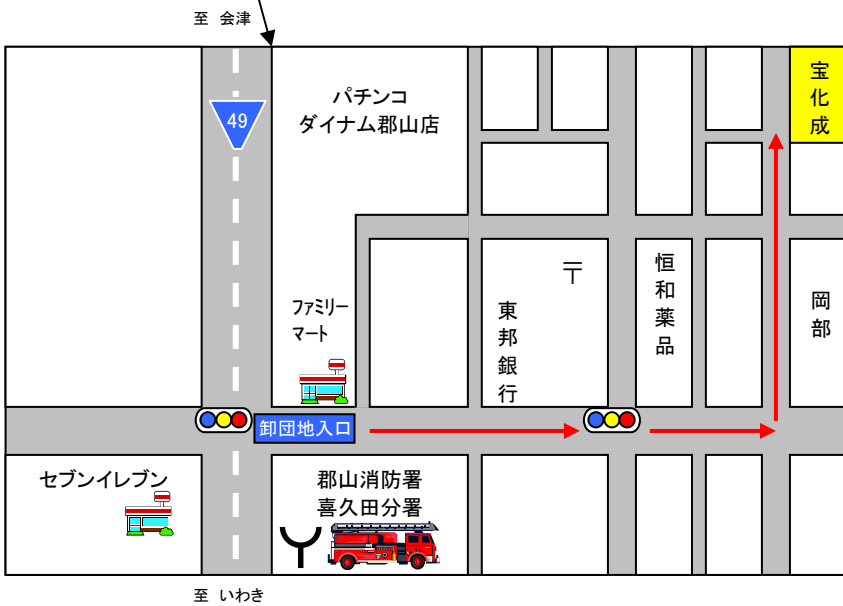 至 会津
49
パチンコ
ダイナム郡山店
宝化成
ファミリー
マート
〒
東邦銀行
恒和薬品
岡部
卸団地入口
セブンイレブン
郡山消防署
喜久田分署
至 いわき